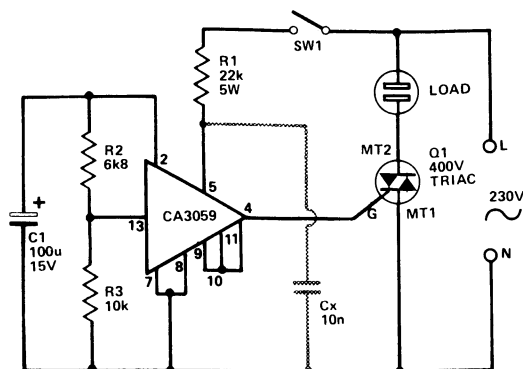 SW1
R1
22k
5W
LOAD
R2
6k8
2
MT2
Q1
400V
TRIAC
L
5
4
230V
+
13
CA3059
11
G
MT1
C1
100u
15V
9
8
7
10
N
R3
10k
Cx
10n